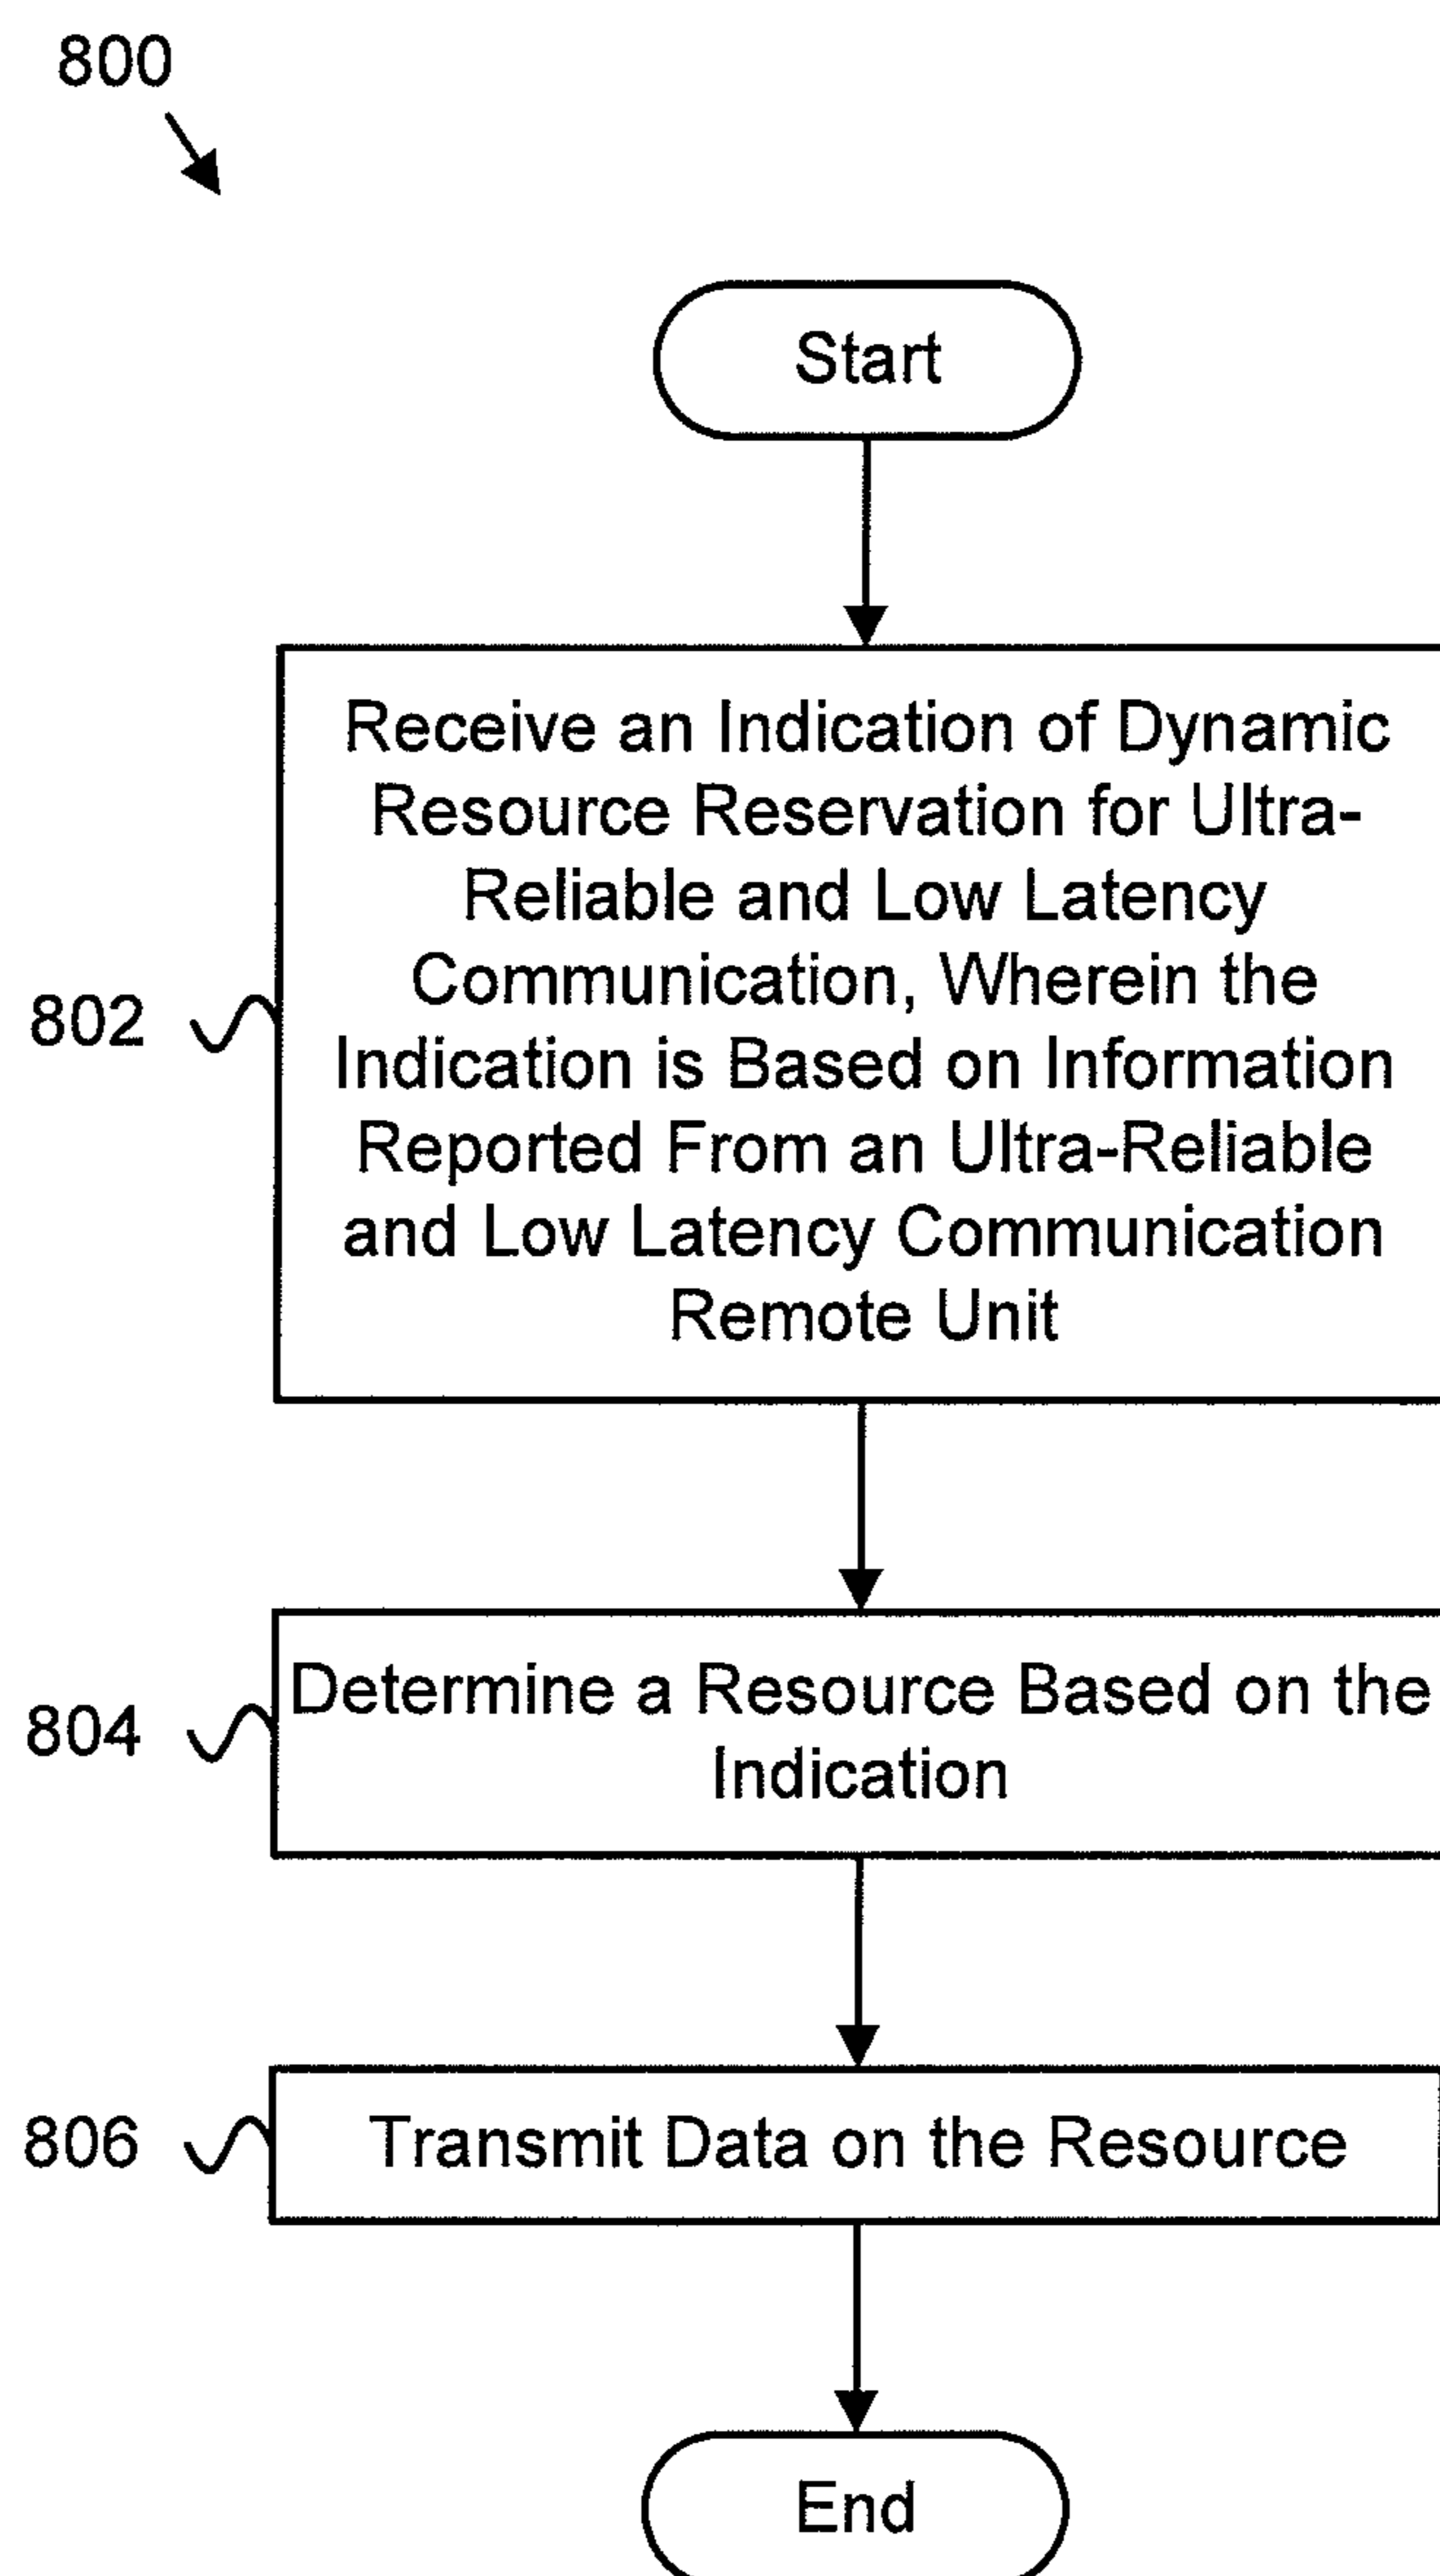 800
Start
802
Receive an Indication of Dynamic
Resource Reservation for Ultra-
Reliable and Low Latency
Communication, Wherein the
Indication is Based on Information
Reported From an Ultra-Reliable
and Low Latency Communication
Remote Unit
804
Determine a Resource Based on the
Indication
806
Transmit Data on the Resource
End